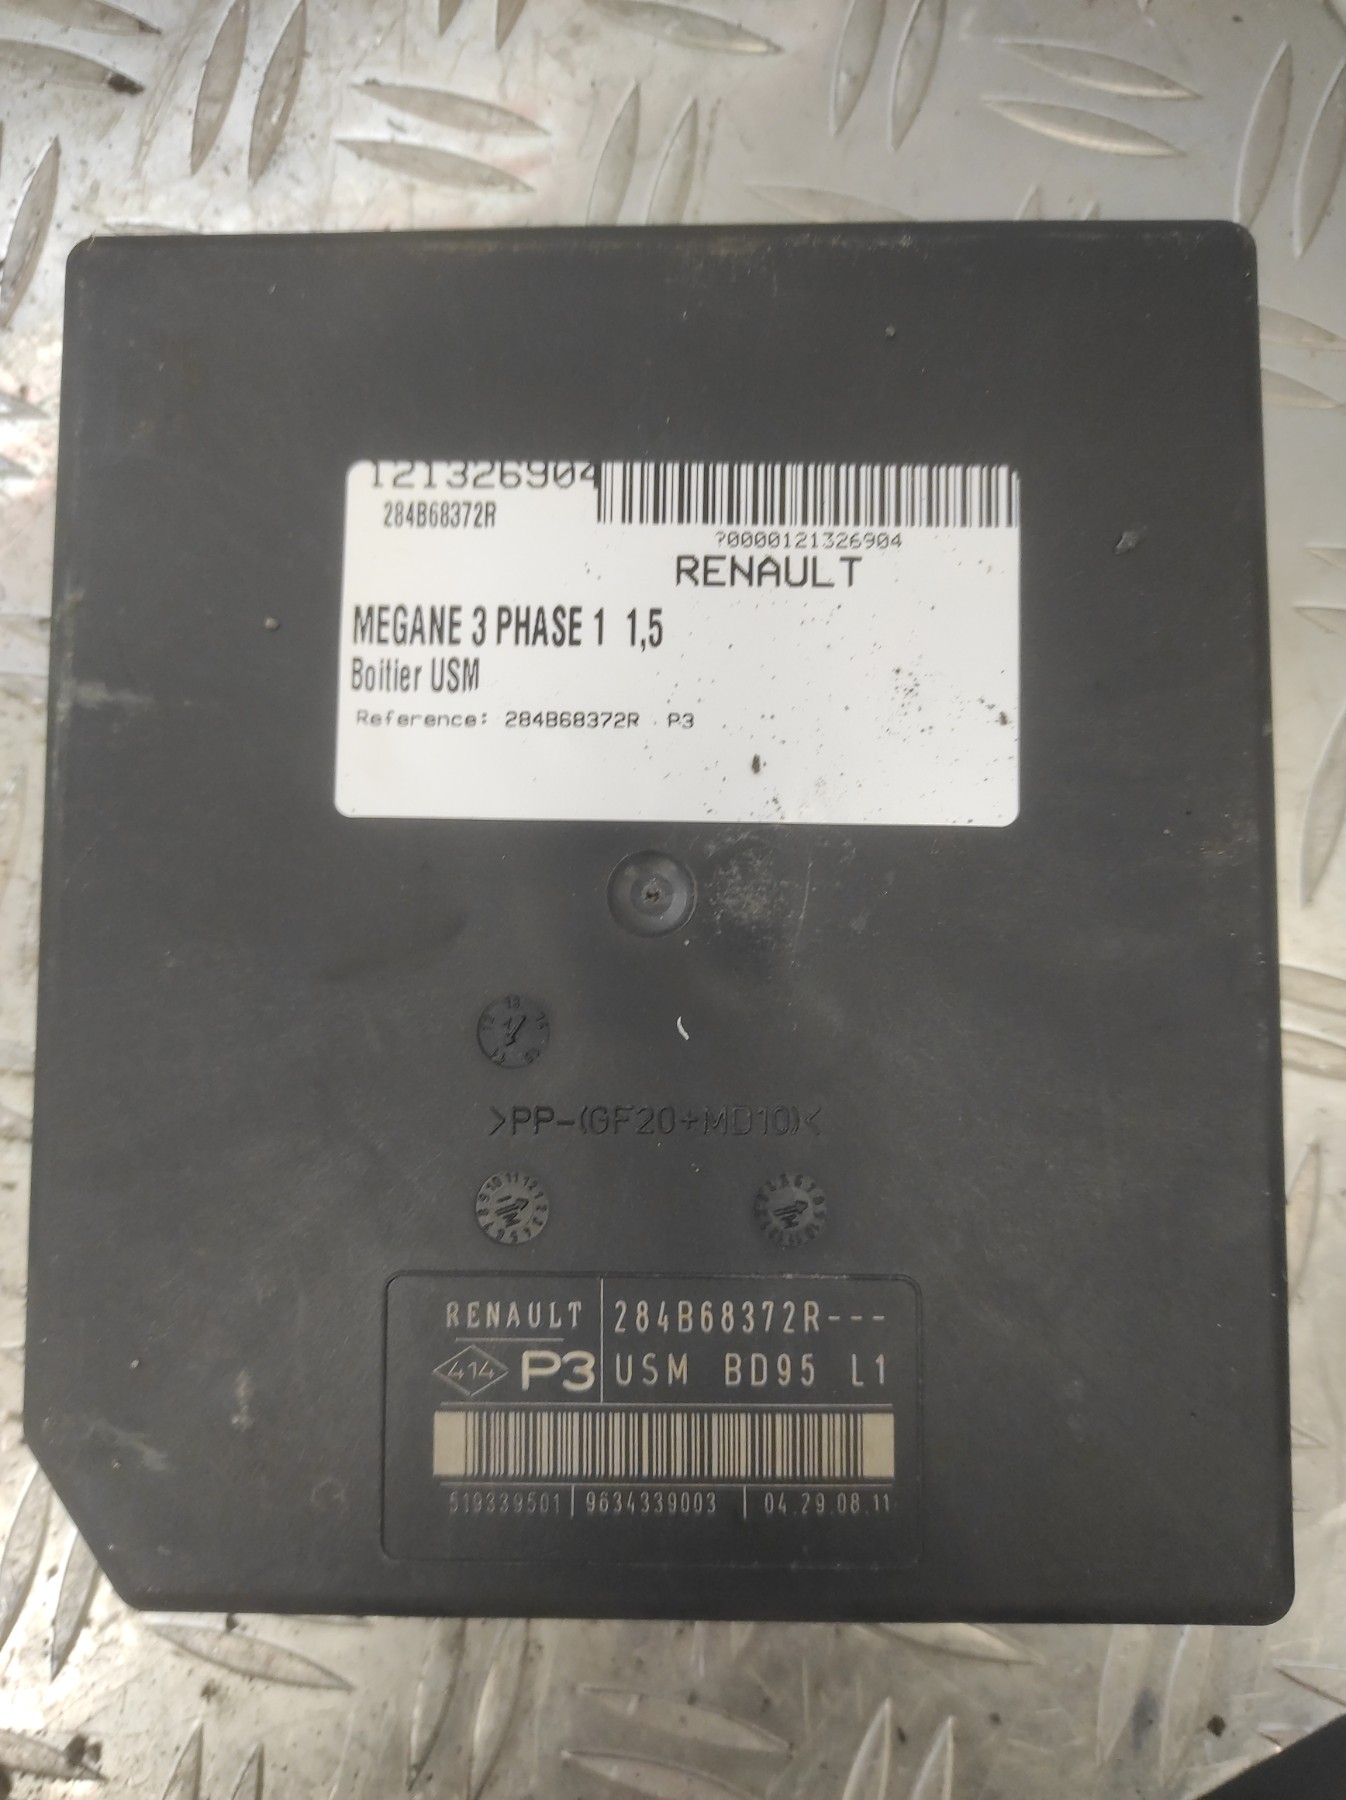 121326904
284B68372R
?0000121326904
RENAULT
MEGANE 3 PHASE 1 1,5
Boitier USM
Reference: 284B68372R P3
>PP-(GF20+MD10)<
RENAULT 284B68372R---
414 P3 USM BD95 L1
519339501 9634339003 04.29.08.11